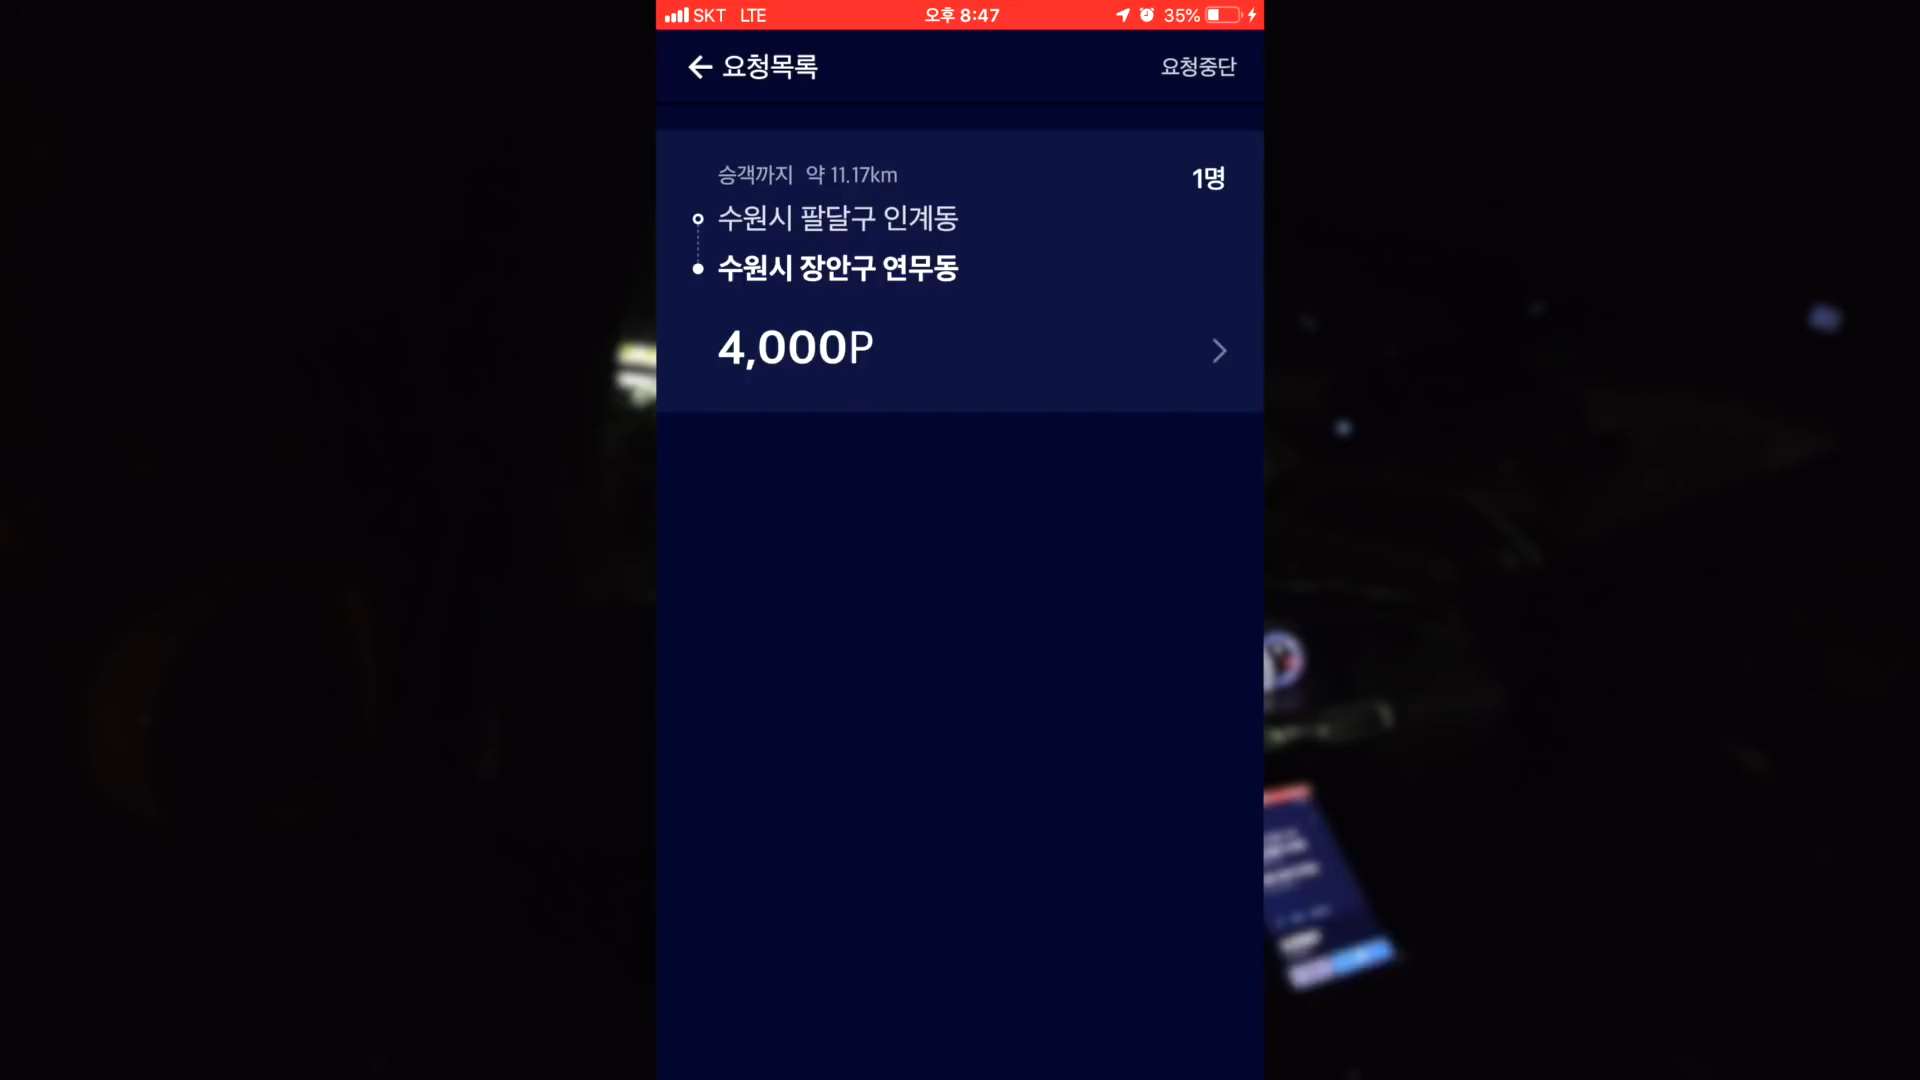 SKT LTE 오후 8:47 35%
요청목록 요청중단
승객까지 약 11.17km 1명
수원시 팔달구 인계동
수원시 장안구 연무동
4,000P